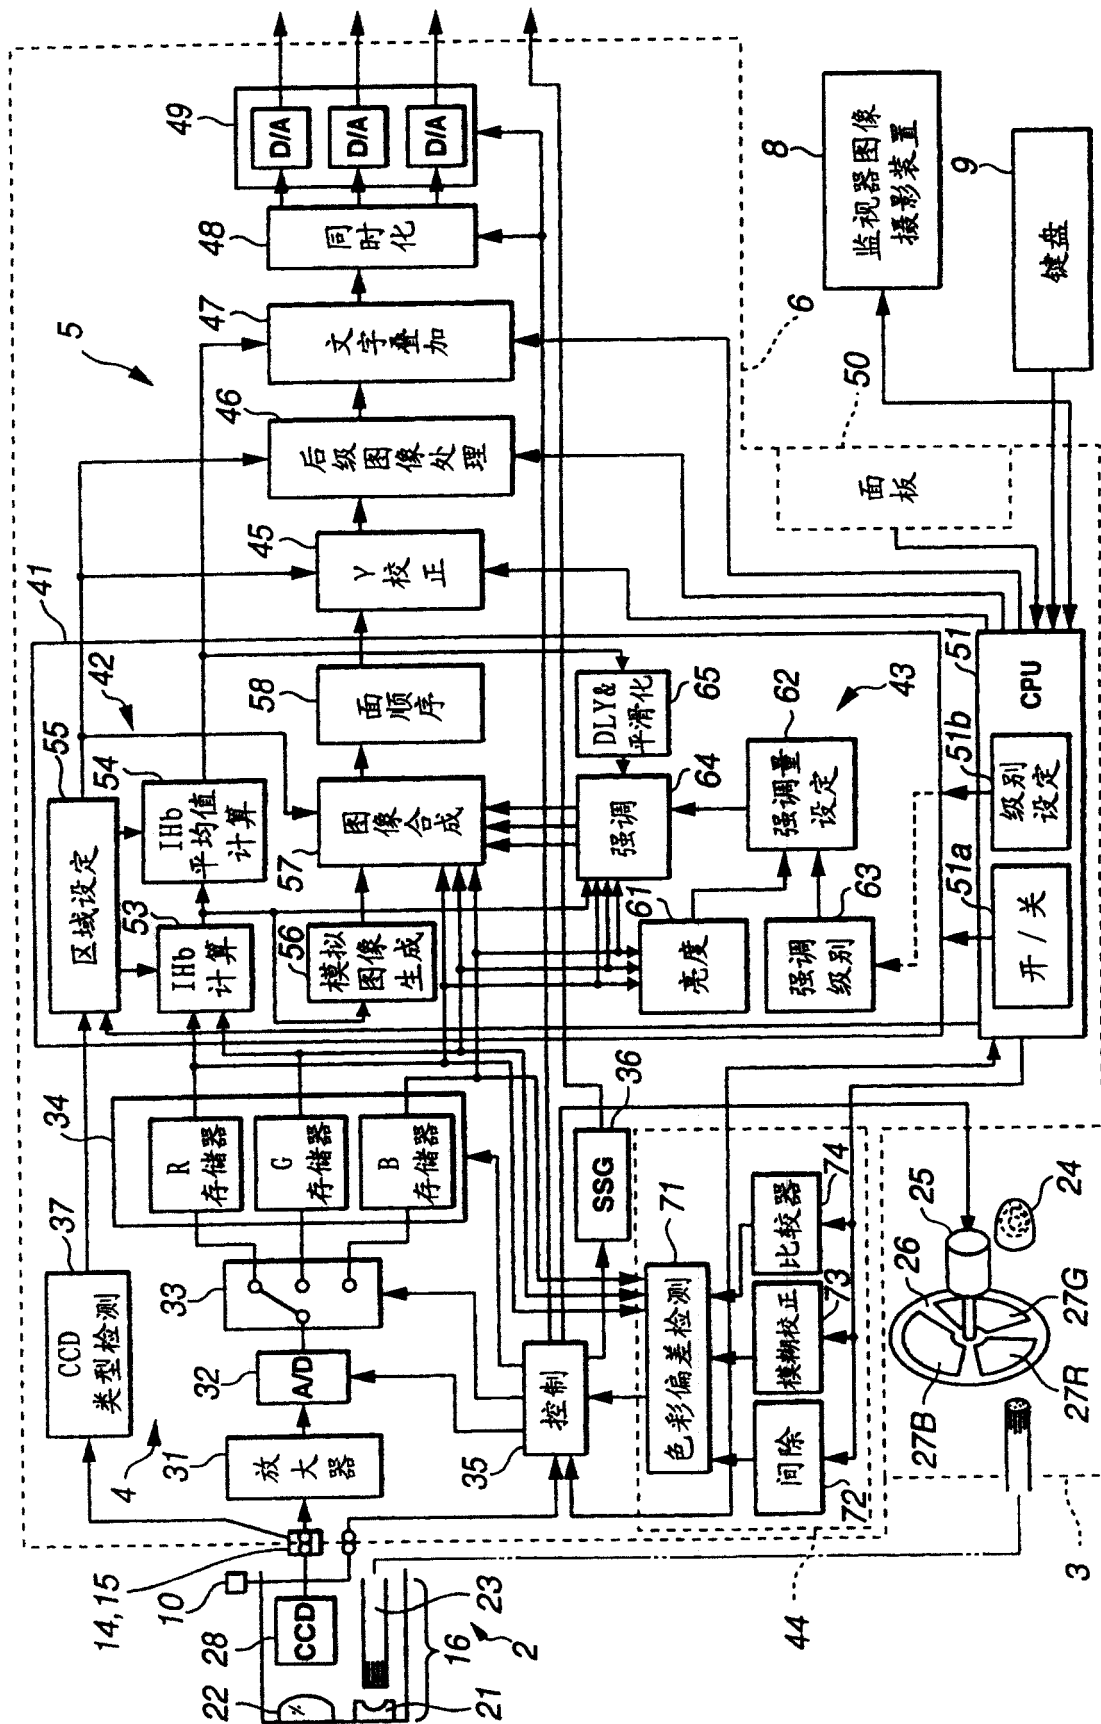 5
4
37
CCD
类型检测
34
R
存储器
G
存储器
B
存储器
33
32
A/D
31
放大器
14,15
10
28
CCD
22
21
23
16
2
41
55
区域设定
42
54
IHb
平均值
计算
53
IHb
计算
56
模拟
图像
生成
57
图像合成
58
面顺序
45
γ
校正
46
后级图像处理
47
文字叠加
48
同时化
49
D/A
D/A
D/A
65
DLY&
平滑化
64
强调
62
强调量
设定
43
61
亮度
63
强调
级别
35
控制
36
SSG
71
色彩偏差检测
72
间除
73
模糊校正
74
比较器
44
51
CPU
51b
级别
设定
51a
开/关
50
面板
6
8
监视器图像
摄影装置
9
键盘
26
25
24
27G
27R
27B
3